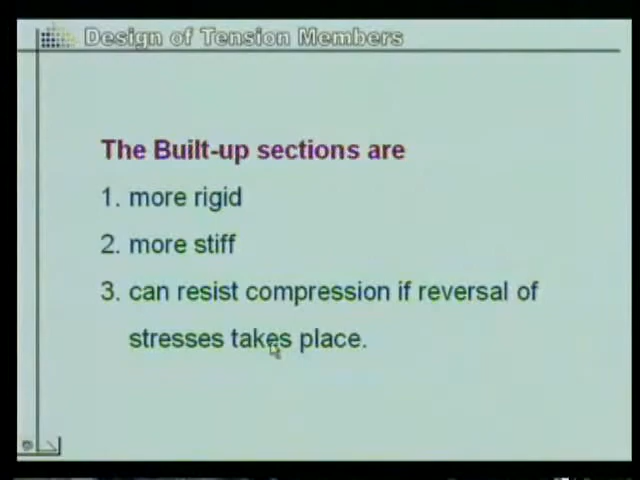 Design of Tension Members
The Built-up sections are
1. more rigid
2. more stiff
3. can resist compression if reversal of
stresses takes place.